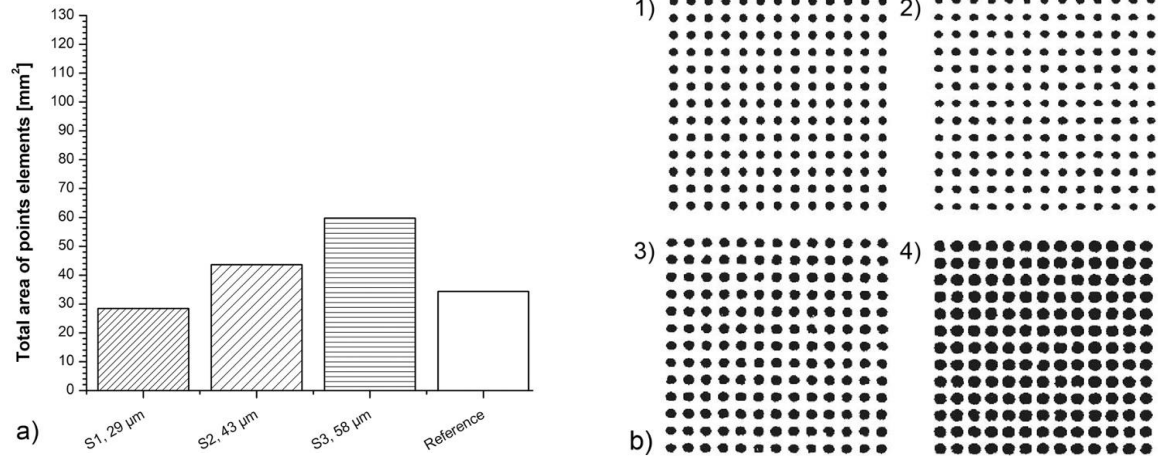 Total area of points elements [mm²]
130
120
110
100
90
80
70
60
50
40
30
20
10
0
S1, 29 µm
S2, 43 µm
S3, 58 µm
Reference
a)
1)
2)
3)
4)
b)